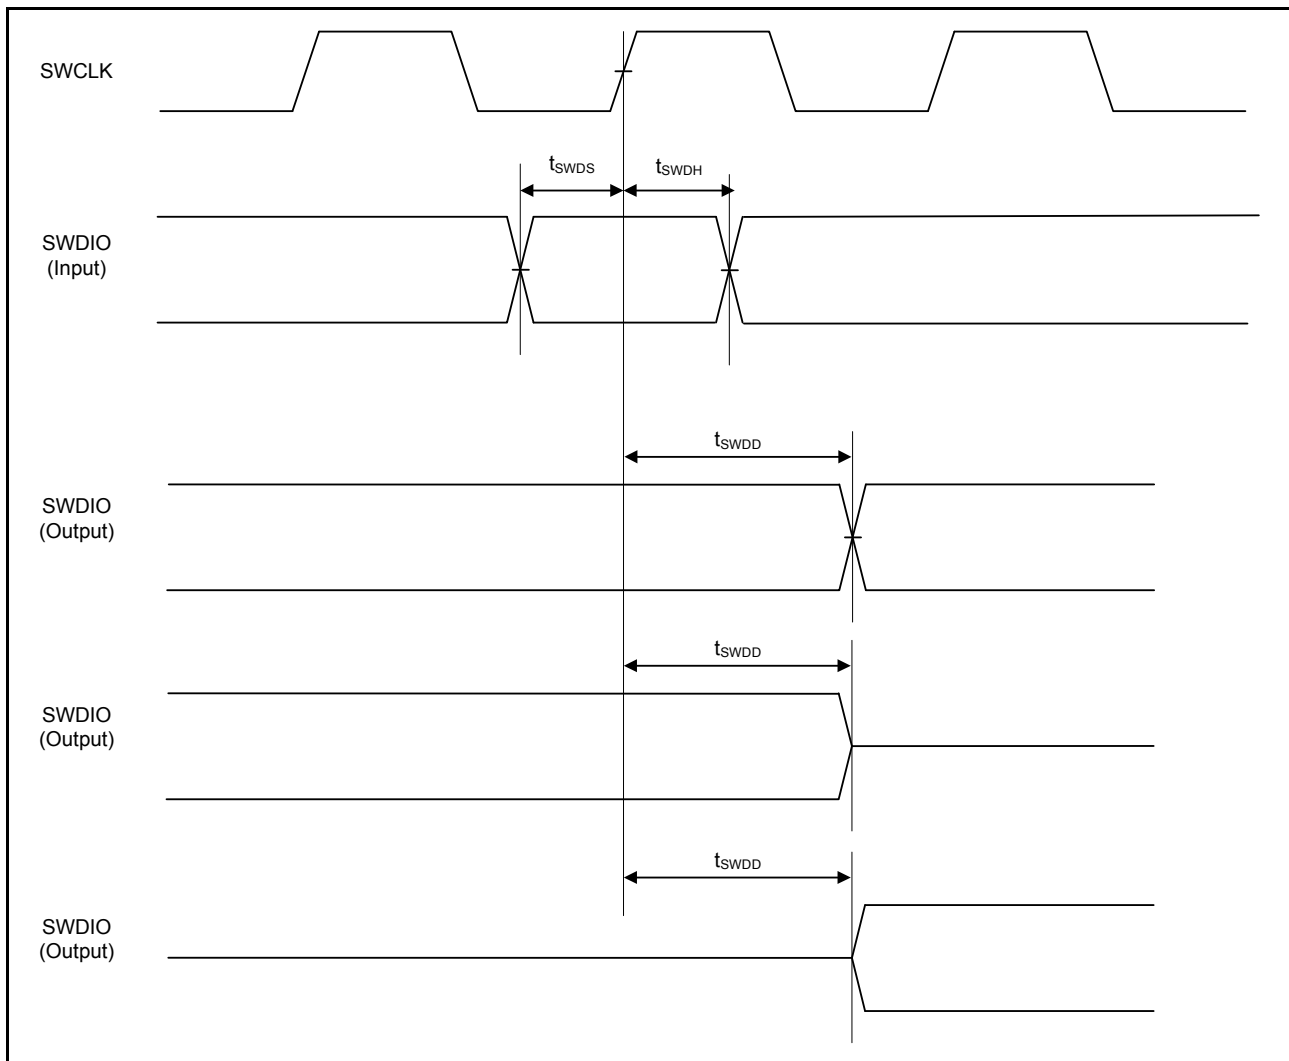 SWCLK
tSWDS
tSWDH
SWDIO
(Input)
tSWDD
SWDIO
(Output)
tSWDD
SWDIO
(Output)
tSWDD
SWDIO
(Output)